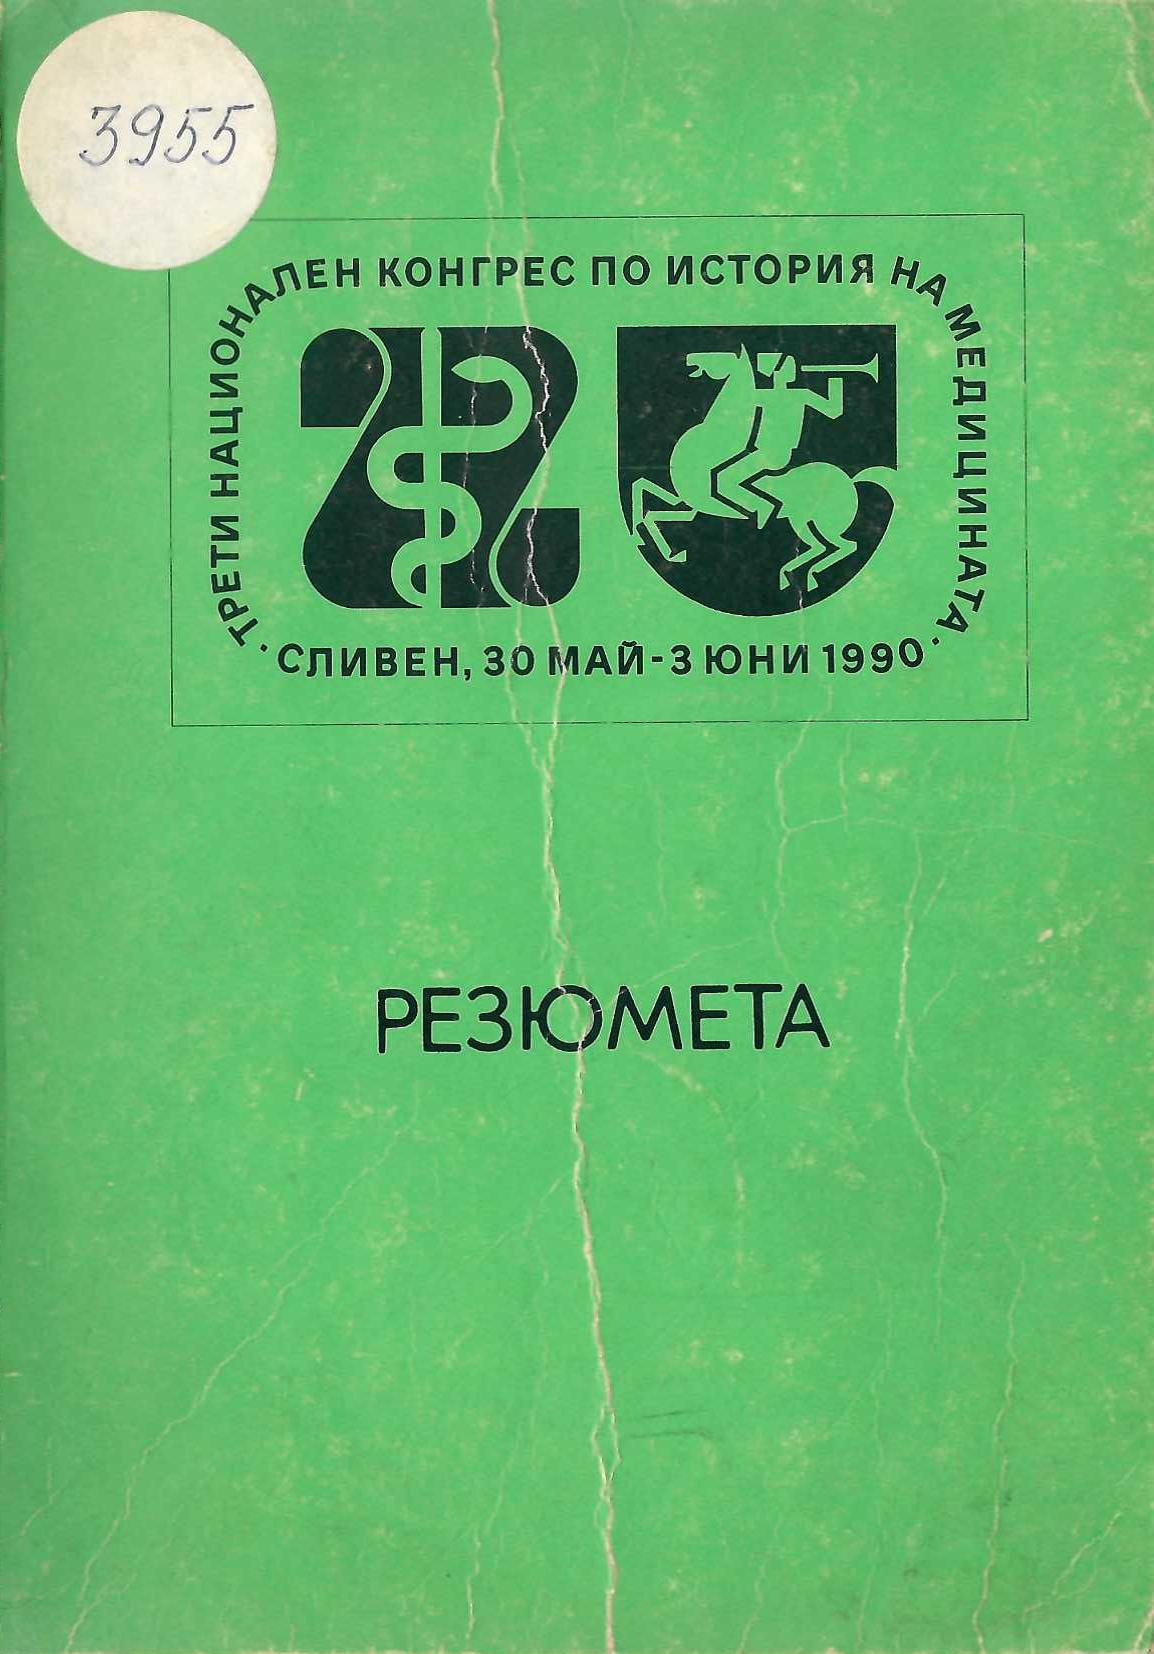 3955
ТРЕТИ НАЦИОНАЛЕН КОНГРЕС ПО ИСТОРИЯ НА МЕДИЦИНАТА
· СЛИВЕН, 30 МАЙ-3 ЮНИ 1990 ·
РЕЗЮМЕТА